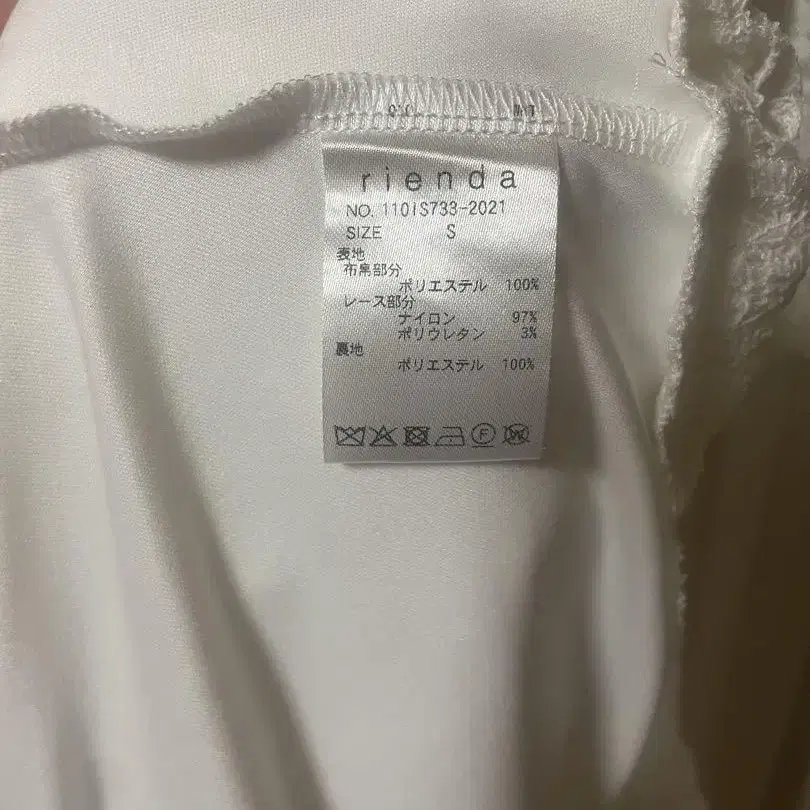 rienda
NO. 110IS733-2021
SIZE S
表地
布帛部分
ポリエステル 100%
レース部分
ナイロン 97%
ポリウレタン 3%
裏地
ポリエステル 100%
F W